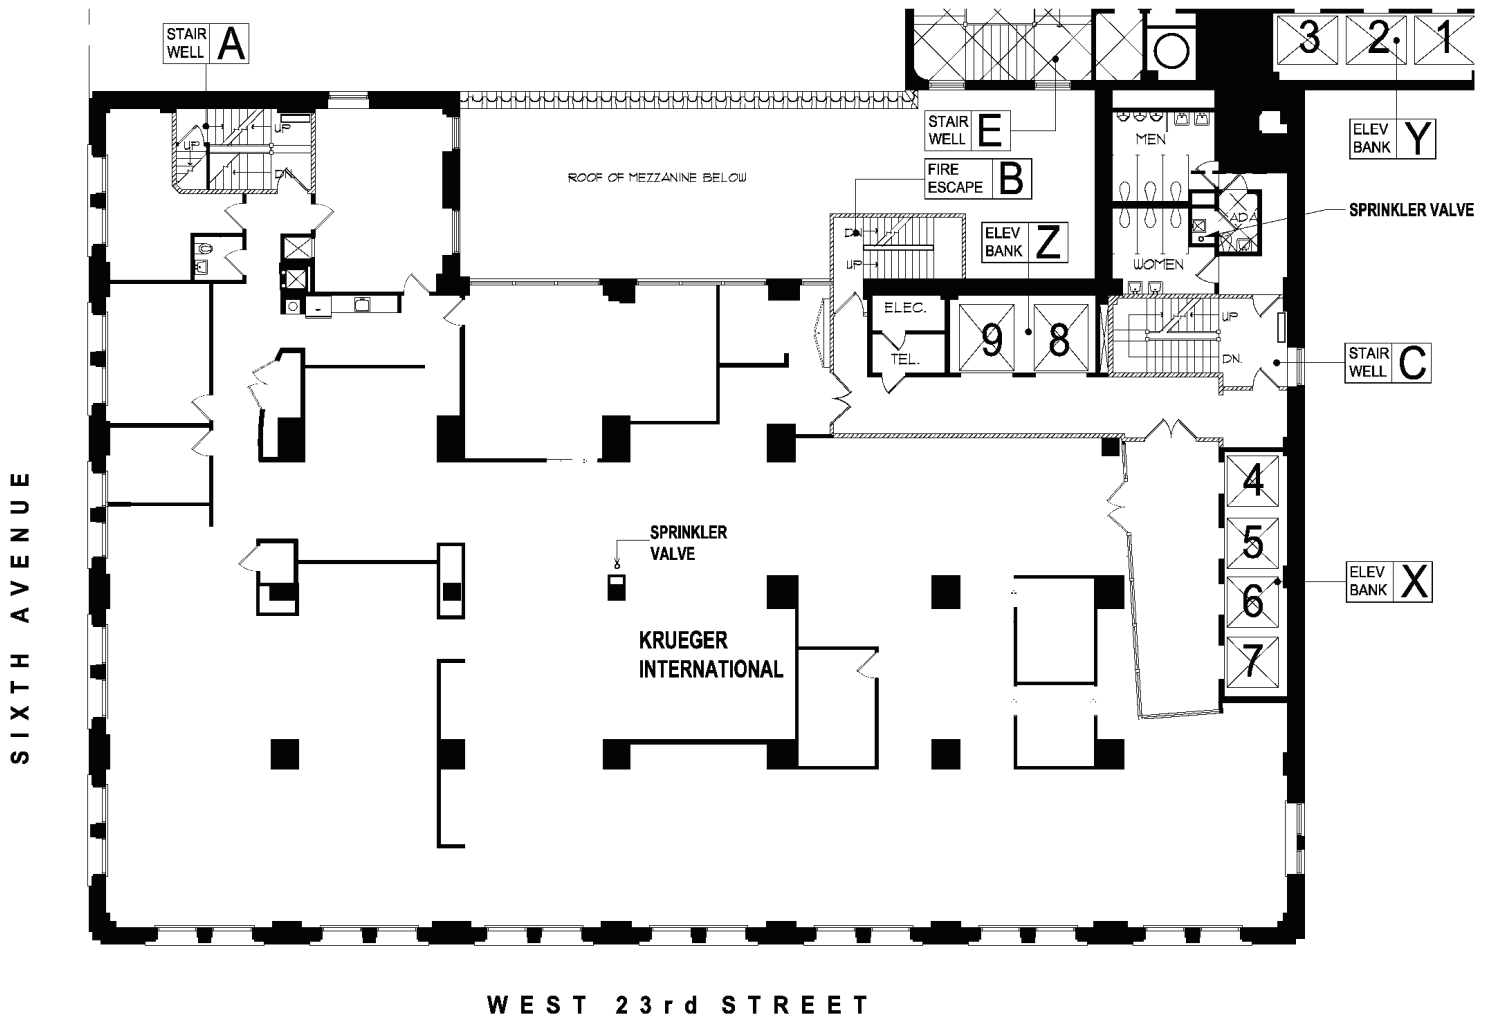 STAIR
WELL A
3 2 1
STAIR
WELL E
ELEV
BANK Y
UP
UP
DN
MEN
ROOF OF MEZZANINE BELOW
FIRE
ESCAPE B
SPRINKLER VALVE
ADA
ELEV
BANK Z
DN
UP
WOMEN
ELEC.
TEL.
9 8
UP
DN.
STAIR
WELL C
4
5
6
7
SPRINKLER
VALVE
ELEV
BANK X
KRUEGER
INTERNATIONAL
SIXTH AVENUE
WEST 23rd STREET